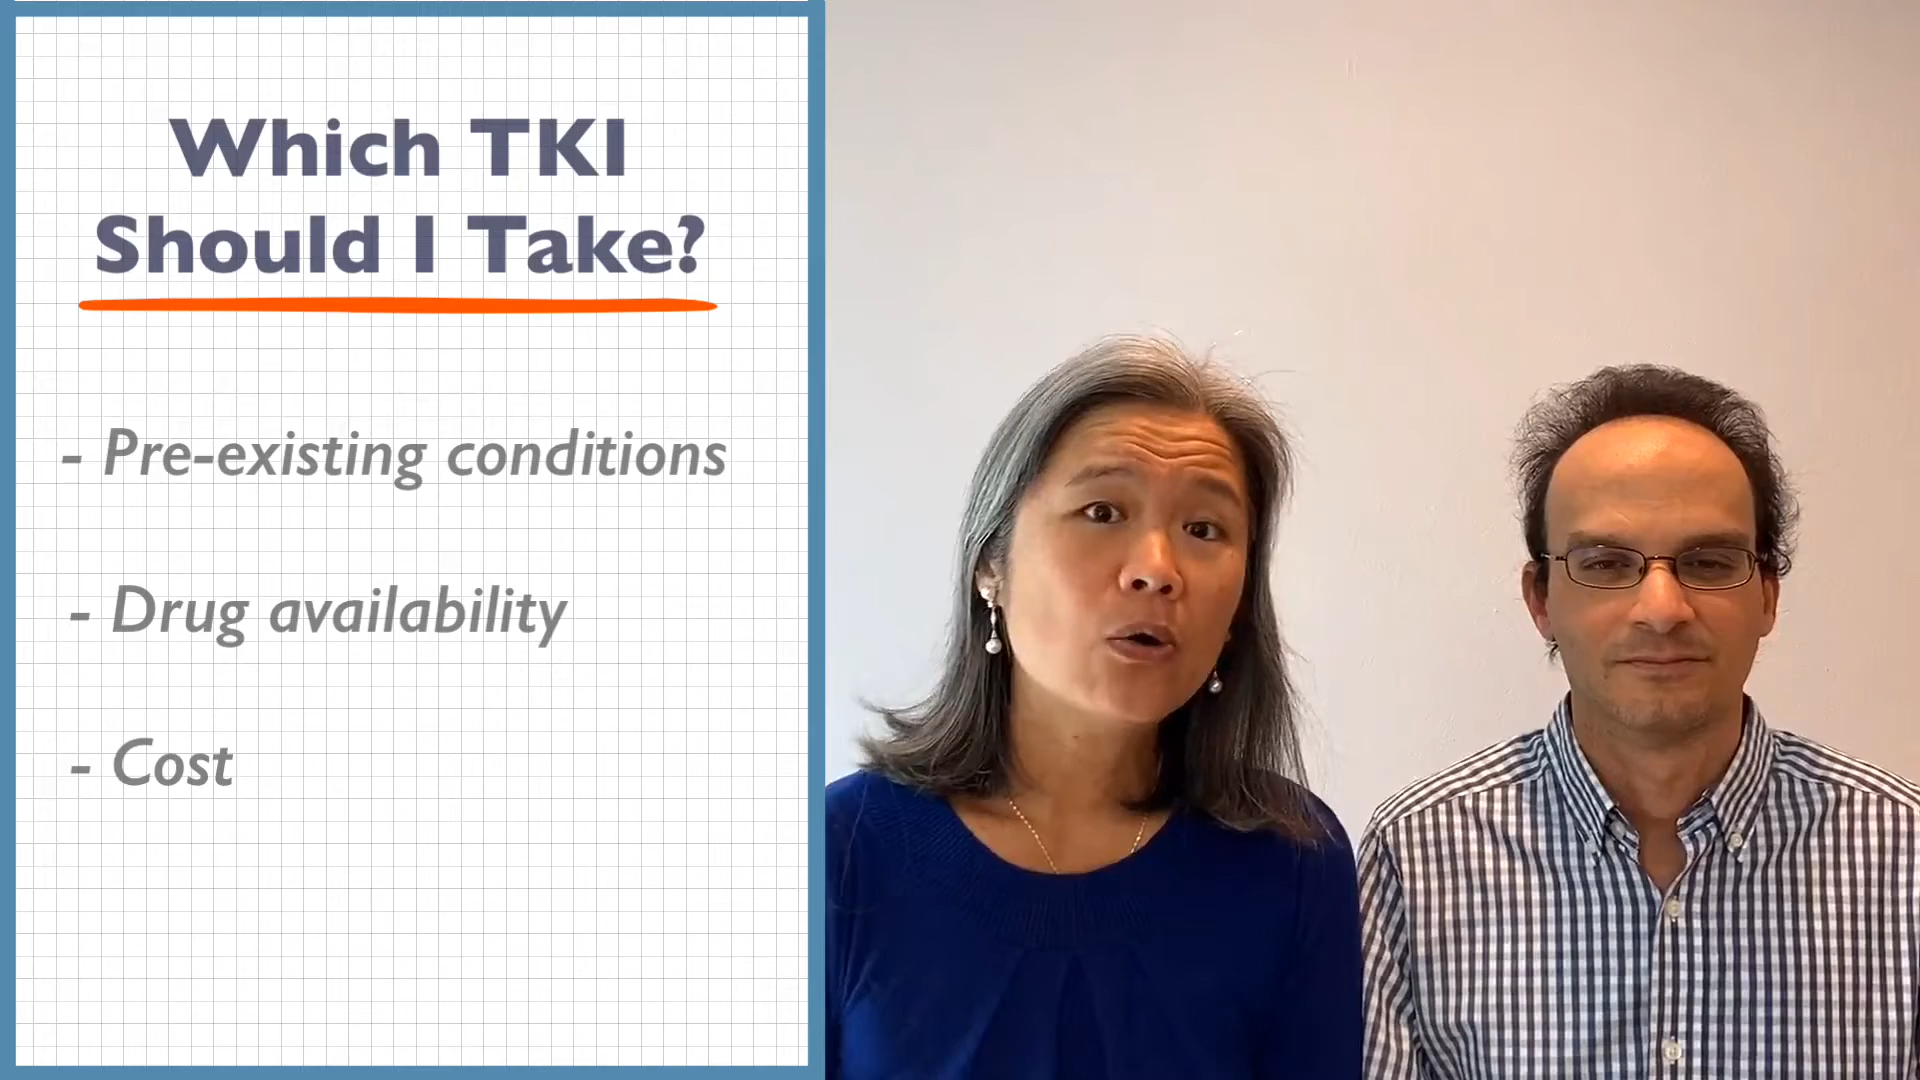 Which TKI
Should I Take?
- Pre-existing conditions
- Drug availability
- Cost